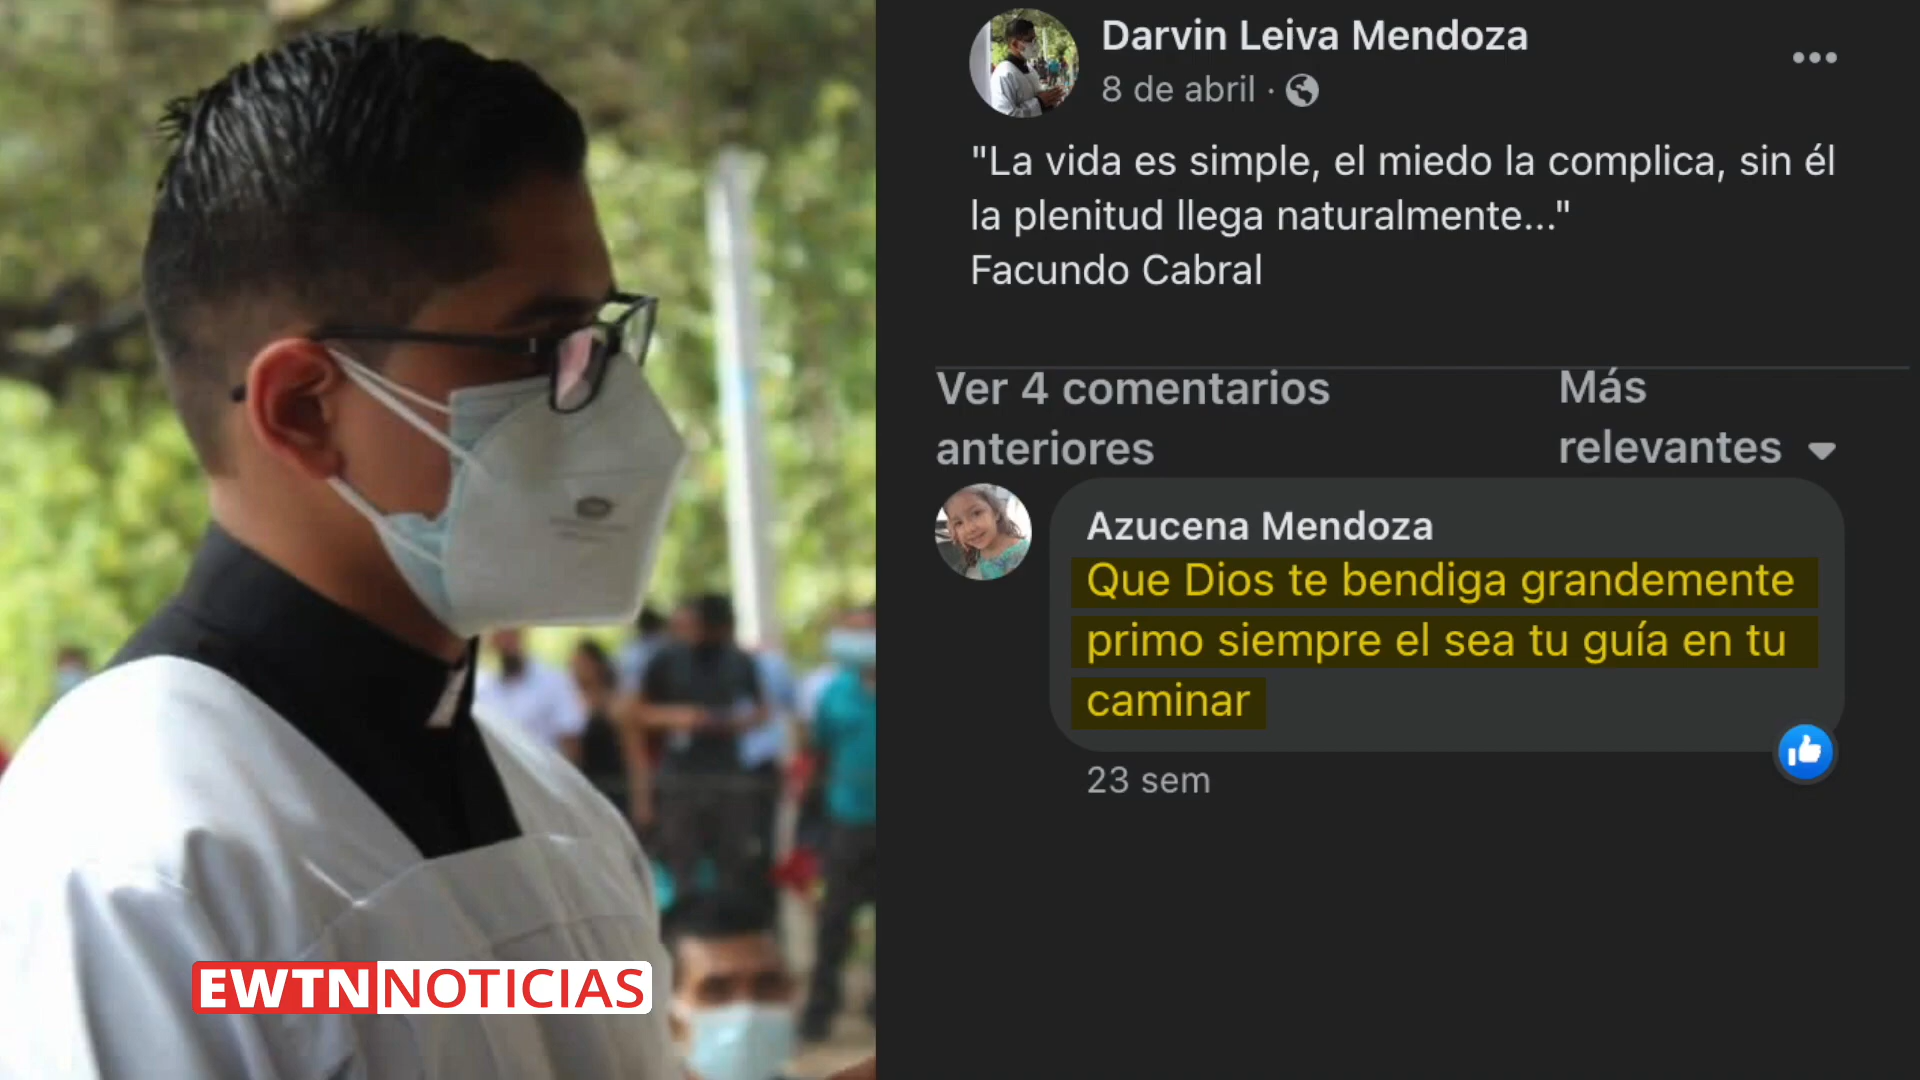 Darvin Leiva Mendoza
8 de abril ·
"La vida es simple, el miedo la complica, sin él
la plenitud llega naturalmente..."
Facundo Cabral
Ver 4 comentarios
anteriores
Más
relevantes
Azucena Mendoza
Que Dios te bendiga grandemente
primo siempre el sea tu guía en tu
caminar
23 sem
EWTN NOTICIAS